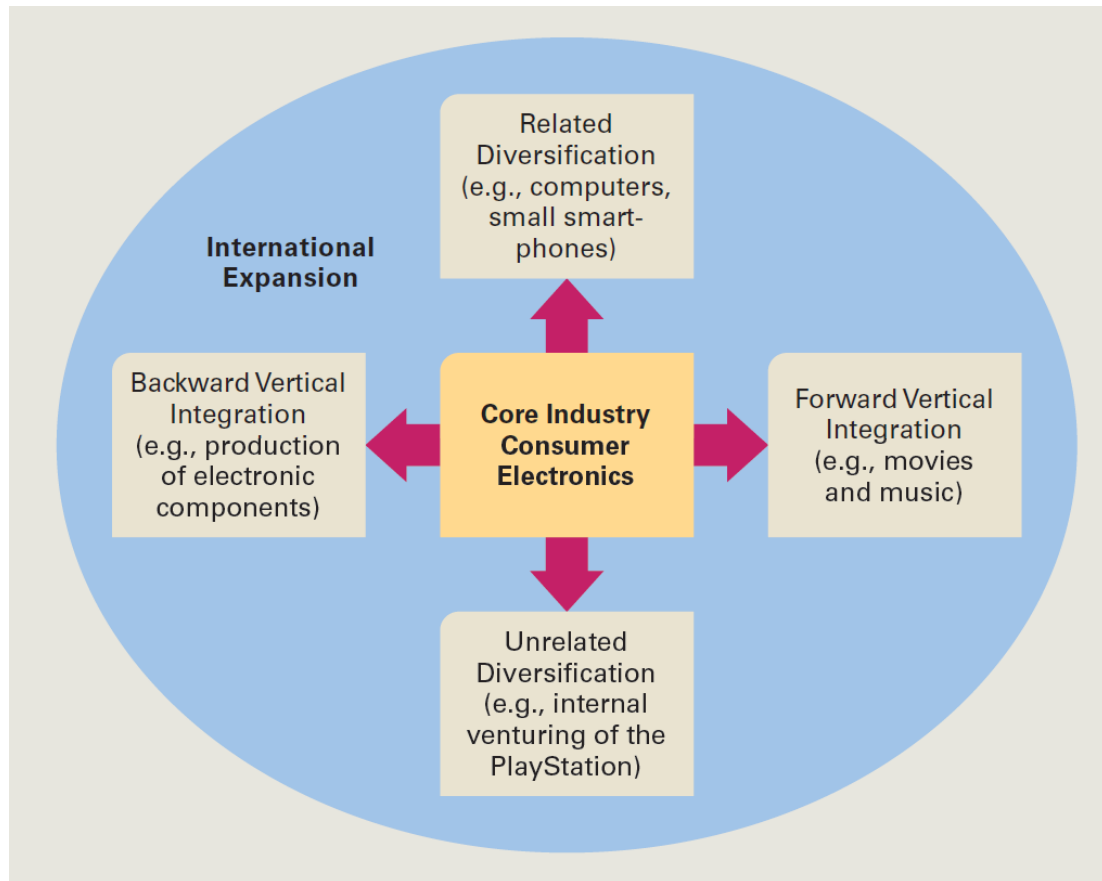 Related
Diversification
(e.g., computers,
small smart-
phones)
International
Expansion
Backward Vertical
Integration
(e.g., production
of electronic
components)
Core Industry
Consumer
Electronics
Forward Vertical
Integration
(e.g., movies
and music)
Unrelated
Diversification
(e.g., internal
venturing of the
PlayStation)